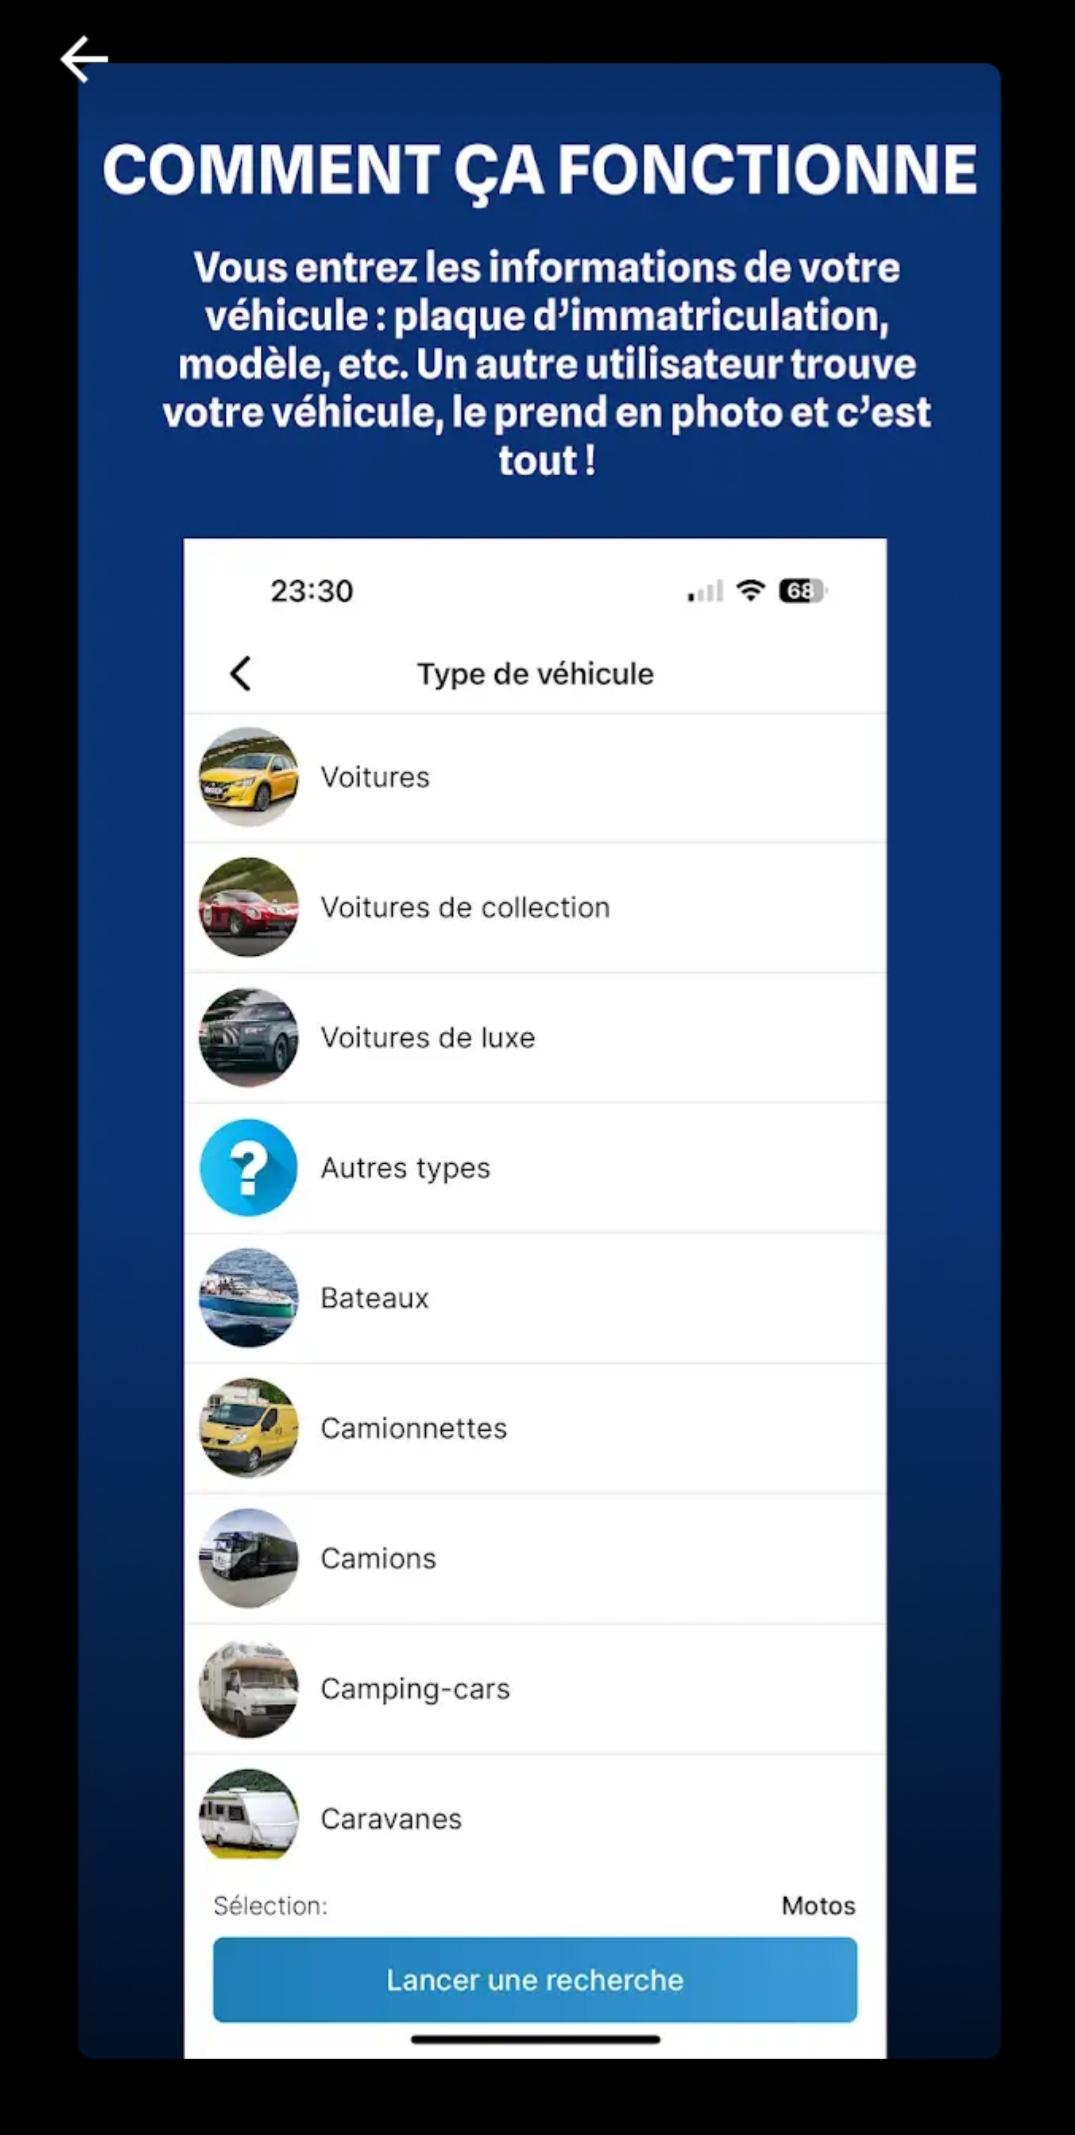 COMMENT ÇA FONCTIONNE
Vous entrez les informations de votre
véhicule : plaque d’immatriculation,
modèle, etc. Un autre utilisateur trouve
votre véhicule, le prend en photo et c’est
tout !
23:30
68
Type de véhicule
Voitures
Voitures de collection
Voitures de luxe
?
Autres types
Bateaux
Camionnettes
Camions
Camping-cars
Caravanes
Sélection:
Motos
Lancer une recherche